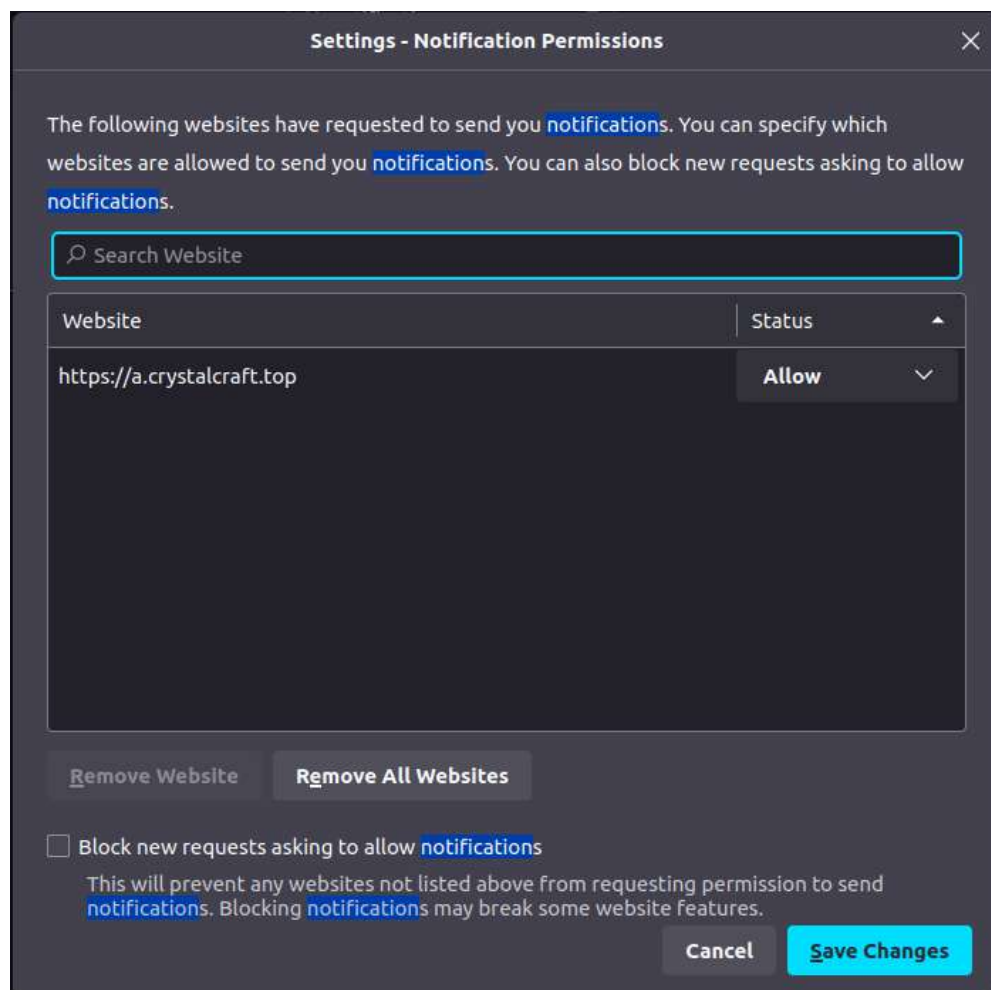 Settings - Notification Permissions
The following websites have requested to send you notifications. You can specify which
websites are allowed to send you notifications. You can also block new requests asking to allow
notifications.
Search Website
Website Status
https://a.crystalcraft.top Allow
Remove Website Remove All Websites
Block new requests asking to allow notifications
This will prevent any websites not listed above from requesting permission to send
notifications. Blocking notifications may break some website features.
Cancel Save Changes